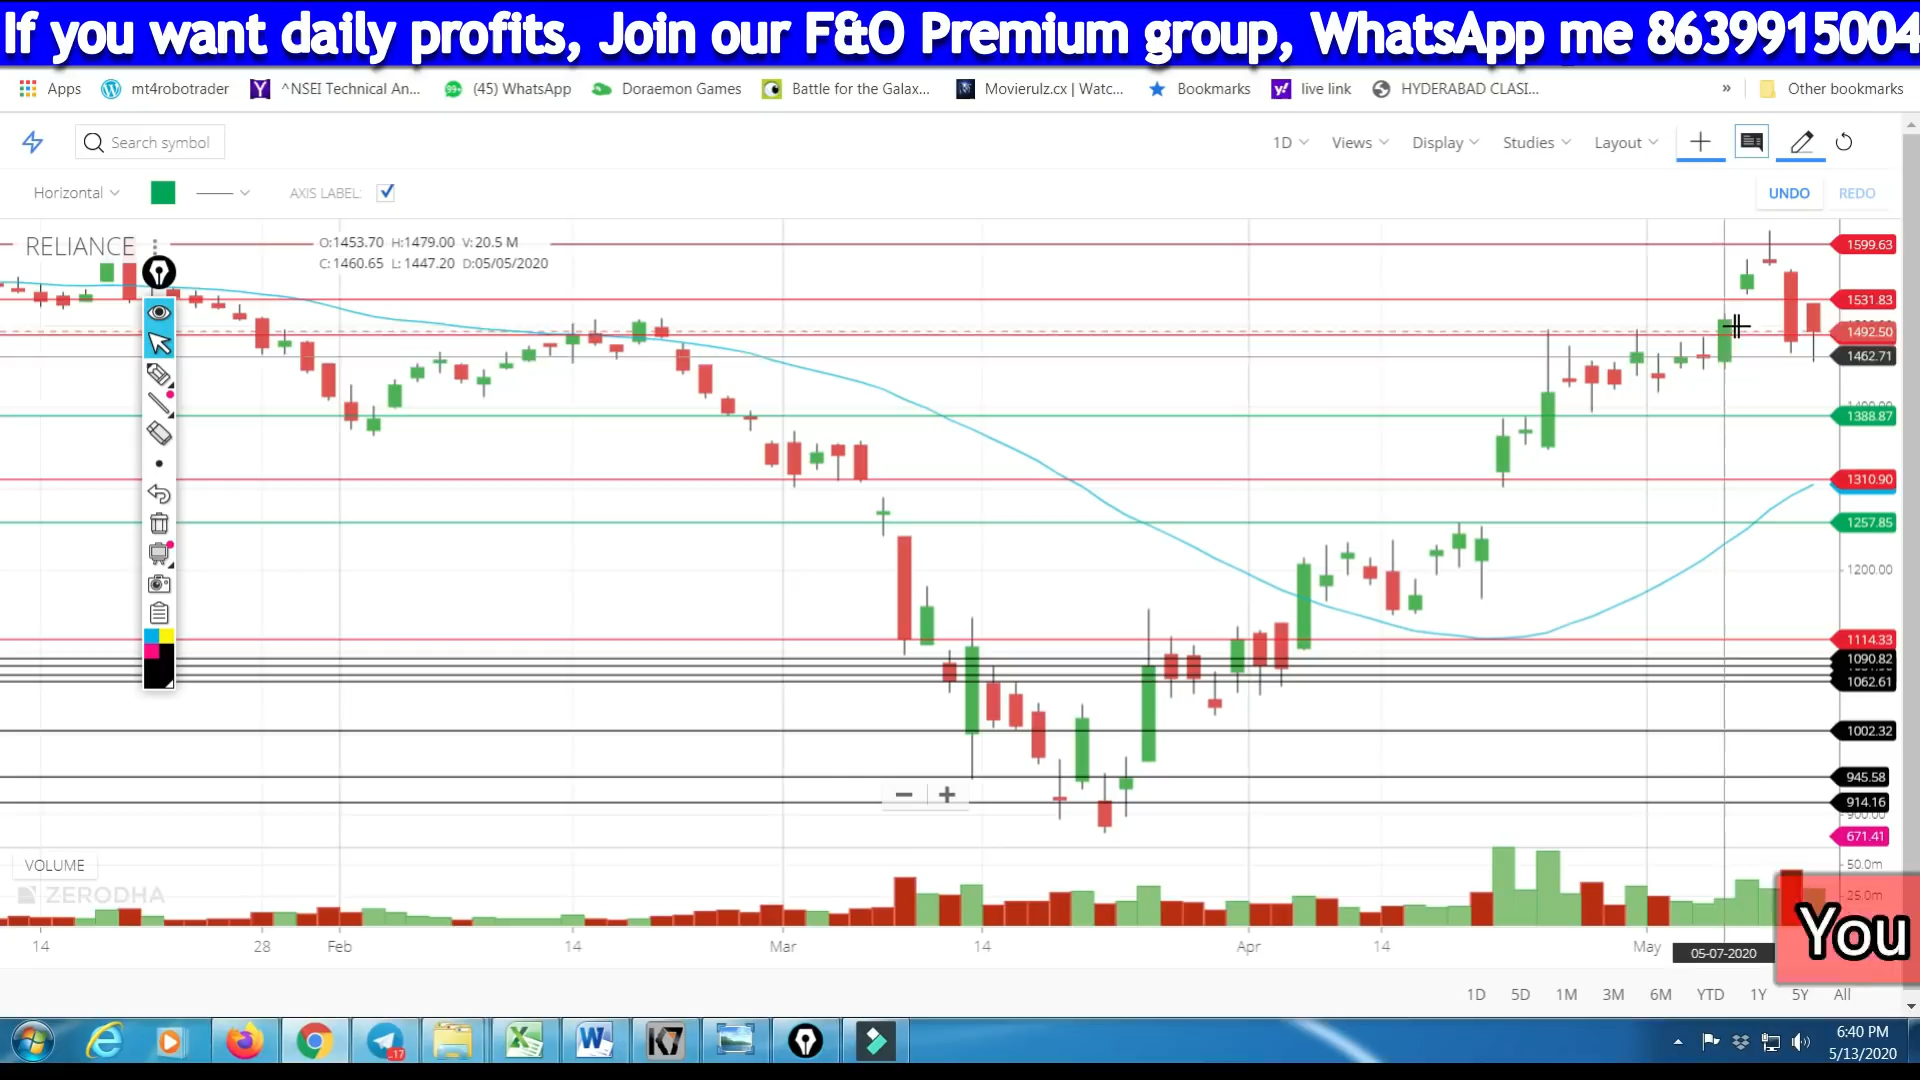 If you want daily profits, Join our F&O Premium group, WhatsApp me 8639915004
Apps mt4robotrader ^NSEI Technical An... (45) WhatsApp Doraemon Games Battle for the Galax... Movierulz.cx | Watc... Bookmarks live link HYDERABAD CLASI... » Other bookmarks
Search symbol 1D Views Display Studies Layout
Horizontal AXIS LABEL: UNDO REDO
RELIANCE O:1453.70 H:1479.00 V:20.5 M
C:1460.65 L:1447.20 D:05/05/2020
1599.63
1531.83
1492.50
1462.71
1388.87
1310.90
1257.85
1200.00
1114.33
1090.82
1062.61
1002.32
945.58
914.16
900.00
671.41
VOLUME
50.0m
ZERODHA
25.0m
You
14 28 Feb 14 Mar 14 Apr 14 May
05-07-2020
1D 5D 1M 3M 6M YTD 1Y 5Y All
17
K7
6:40 PM
5/13/2020